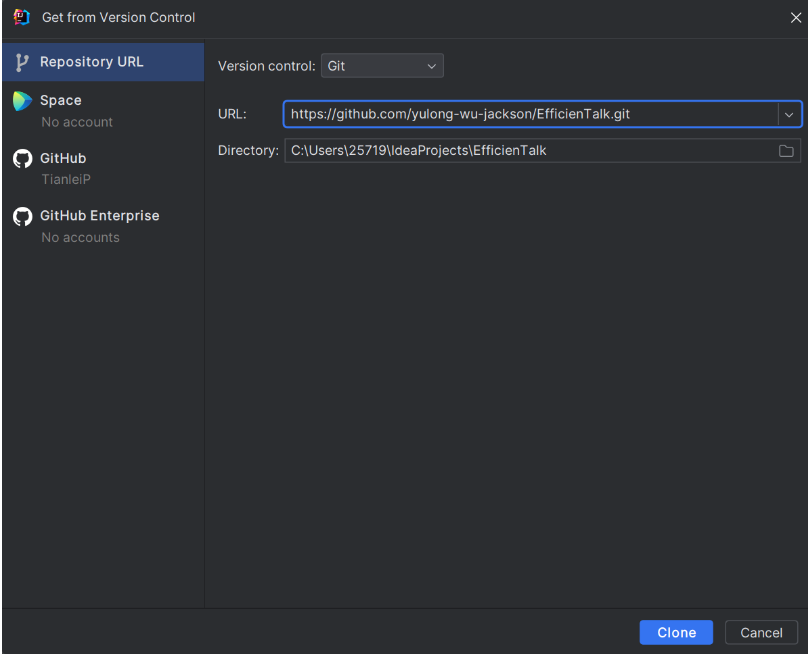 Get from Version Control
Repository URL
Space
No account
GitHub
TianleiP
GitHub Enterprise
No accounts
Version control: Git
URL: https://github.com/yulong-wu-jackson/EfficienTalk.git
Directory: C:\Users\25719\IdeaProjects\EfficienTalk
Clone Cancel